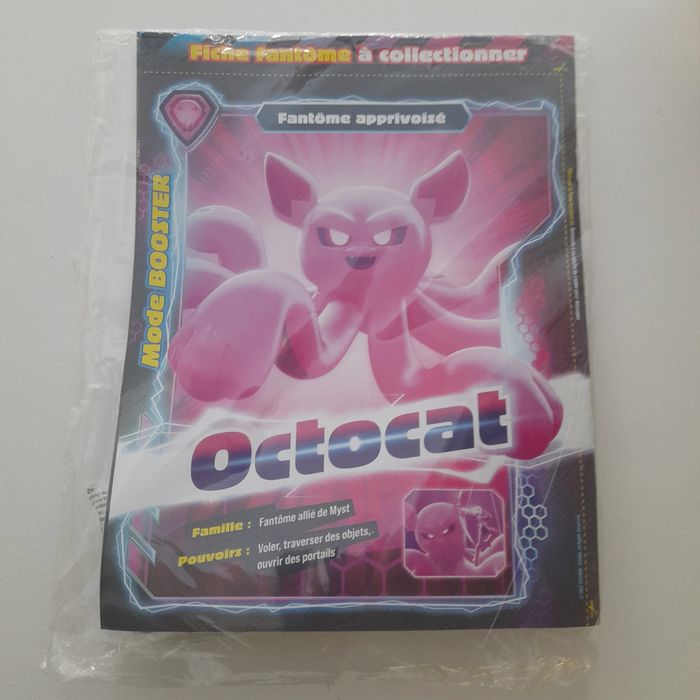 Fiche fantôme à collectionner
Fantôme apprivoisé
Mode BOOSTER
Octocat
Famille : Fantôme allié de Myst
Pouvoirs : Voler, traverser des objets,
ouvrir des portails